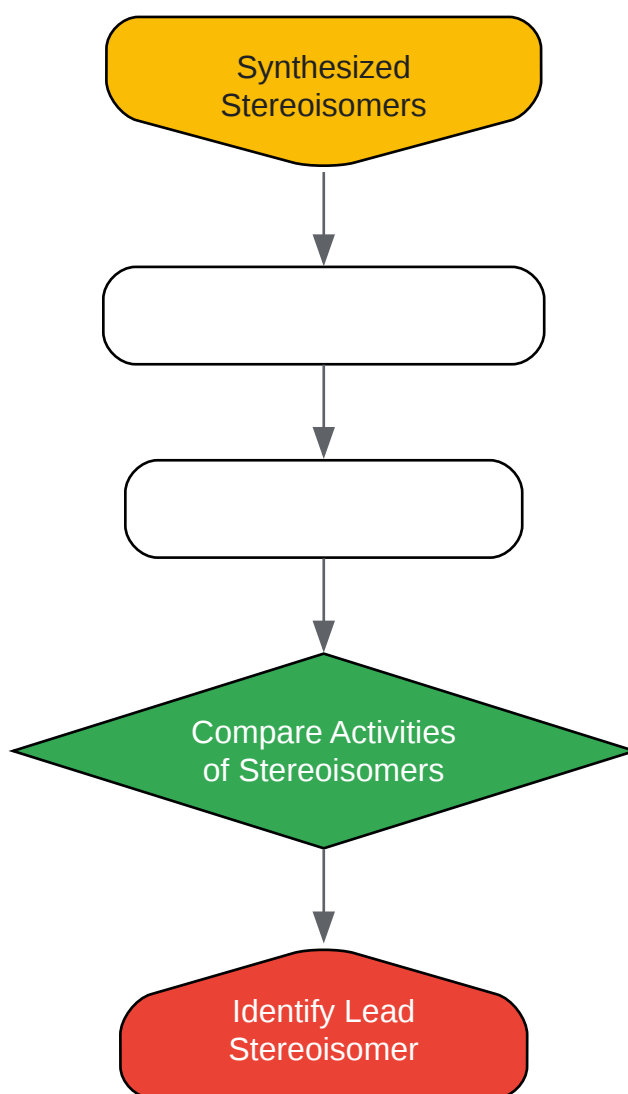 Synthesized
Stereoisomers
Compare Activities
of Stereoisomers
Identify Lead
Stereoisomer